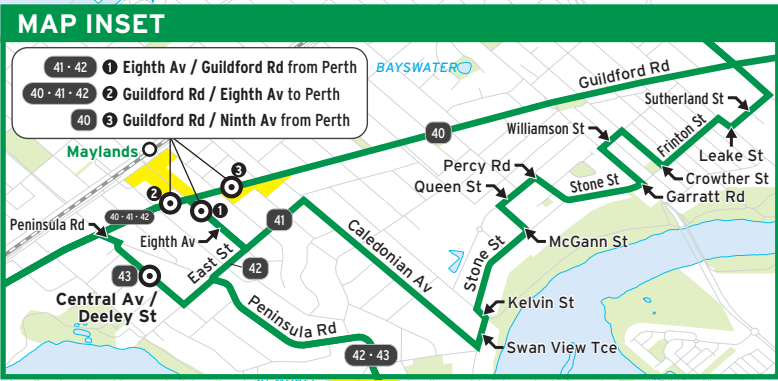 MAP INSET
41 • 42 1 Eighth Av / Guildford Rd from Perth
40 • 41 • 42 2 Guildford Rd / Eighth Av to Perth
40 3 Guildford Rd / Ninth Av from Perth
BAYSWATER
Guildford Rd
Sutherland St
40
Williamson St
Frinton St
Maylands
Leake St
Percy Rd
Crowther St
3
Queen St
Stone St
Garratt Rd
2
1
40 • 41 • 42
41
Peninsula Rd
Eighth Av
Caledonian Av
McGann St
East St
42
Stone St
43
Central Av /
Deeley St
Kelvin St
Peninsula Rd
Swan View Tce
42 • 43